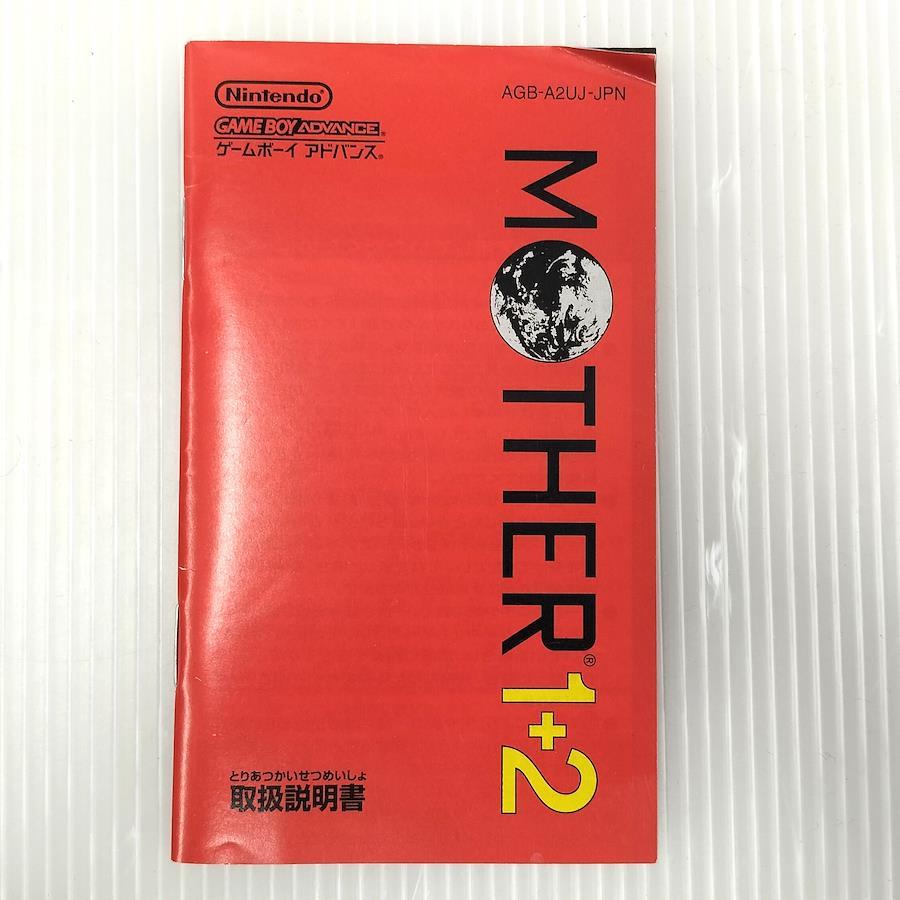 Nintendo®
GAME BOY ADVANCE®
ゲームボーイ アドバンス®
AGB-A2UJ-JPN
MOTHER®1+2
とりあつかいせつめいしょ
取扱説明書